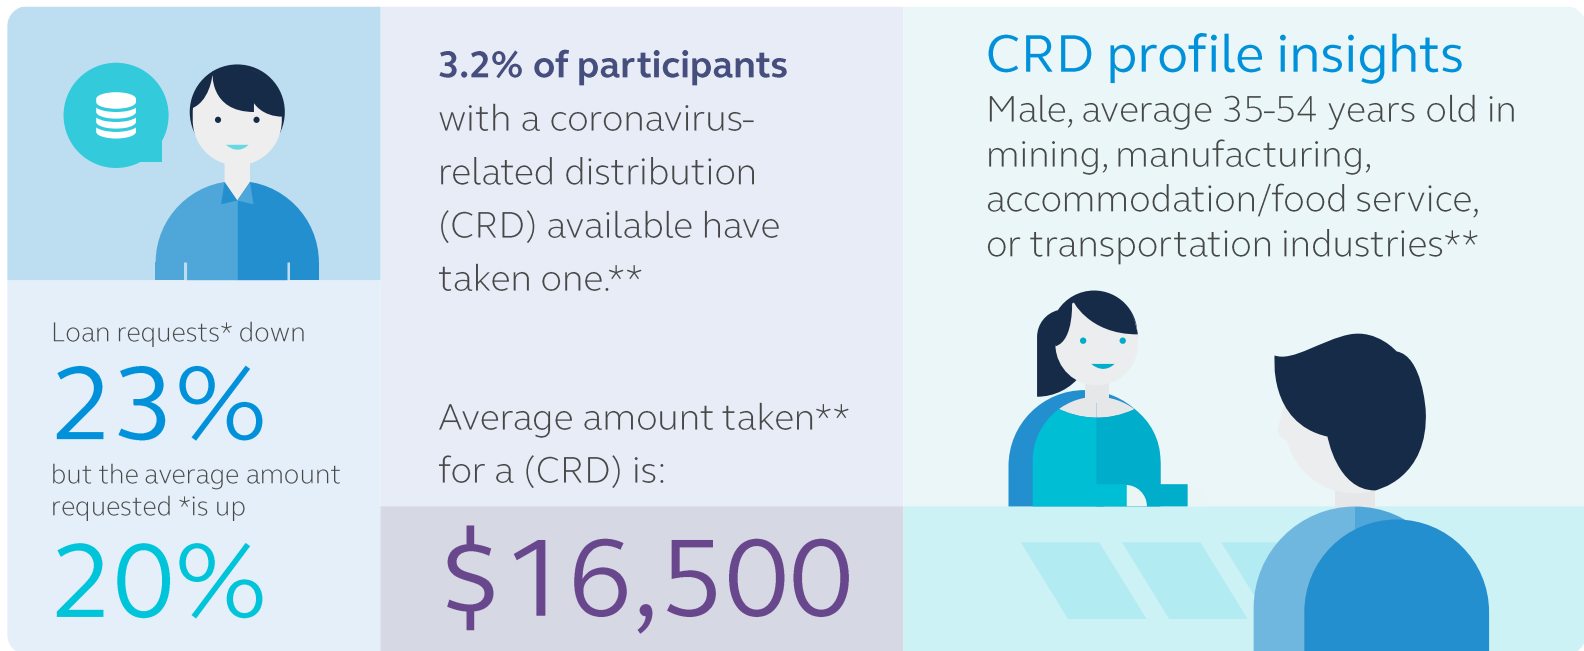 Loan requests* down
23%
but the average amount
requested *is up
20%
3.2% of participants
with a coronavirus-
related distribution
(CRD) available have
taken one.**
Average amount taken**
for a (CRD) is:
$16,500
CRD profile insights
Male, average 35-54 years old in
mining, manufacturing,
accommodation/food service,
or transportation industries**